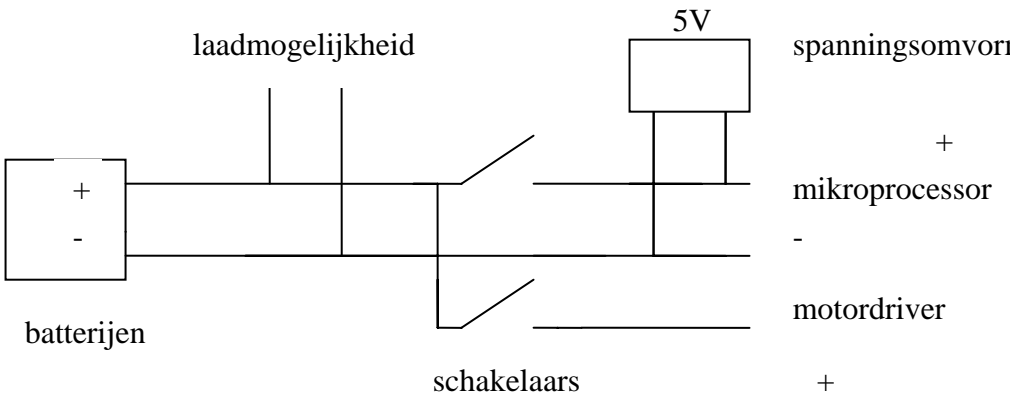 5V
laadmogelijkheid
spanningsomvorm
+
+
mikroprocessor
-
-
motordriver
batterijen
schakelaars
+